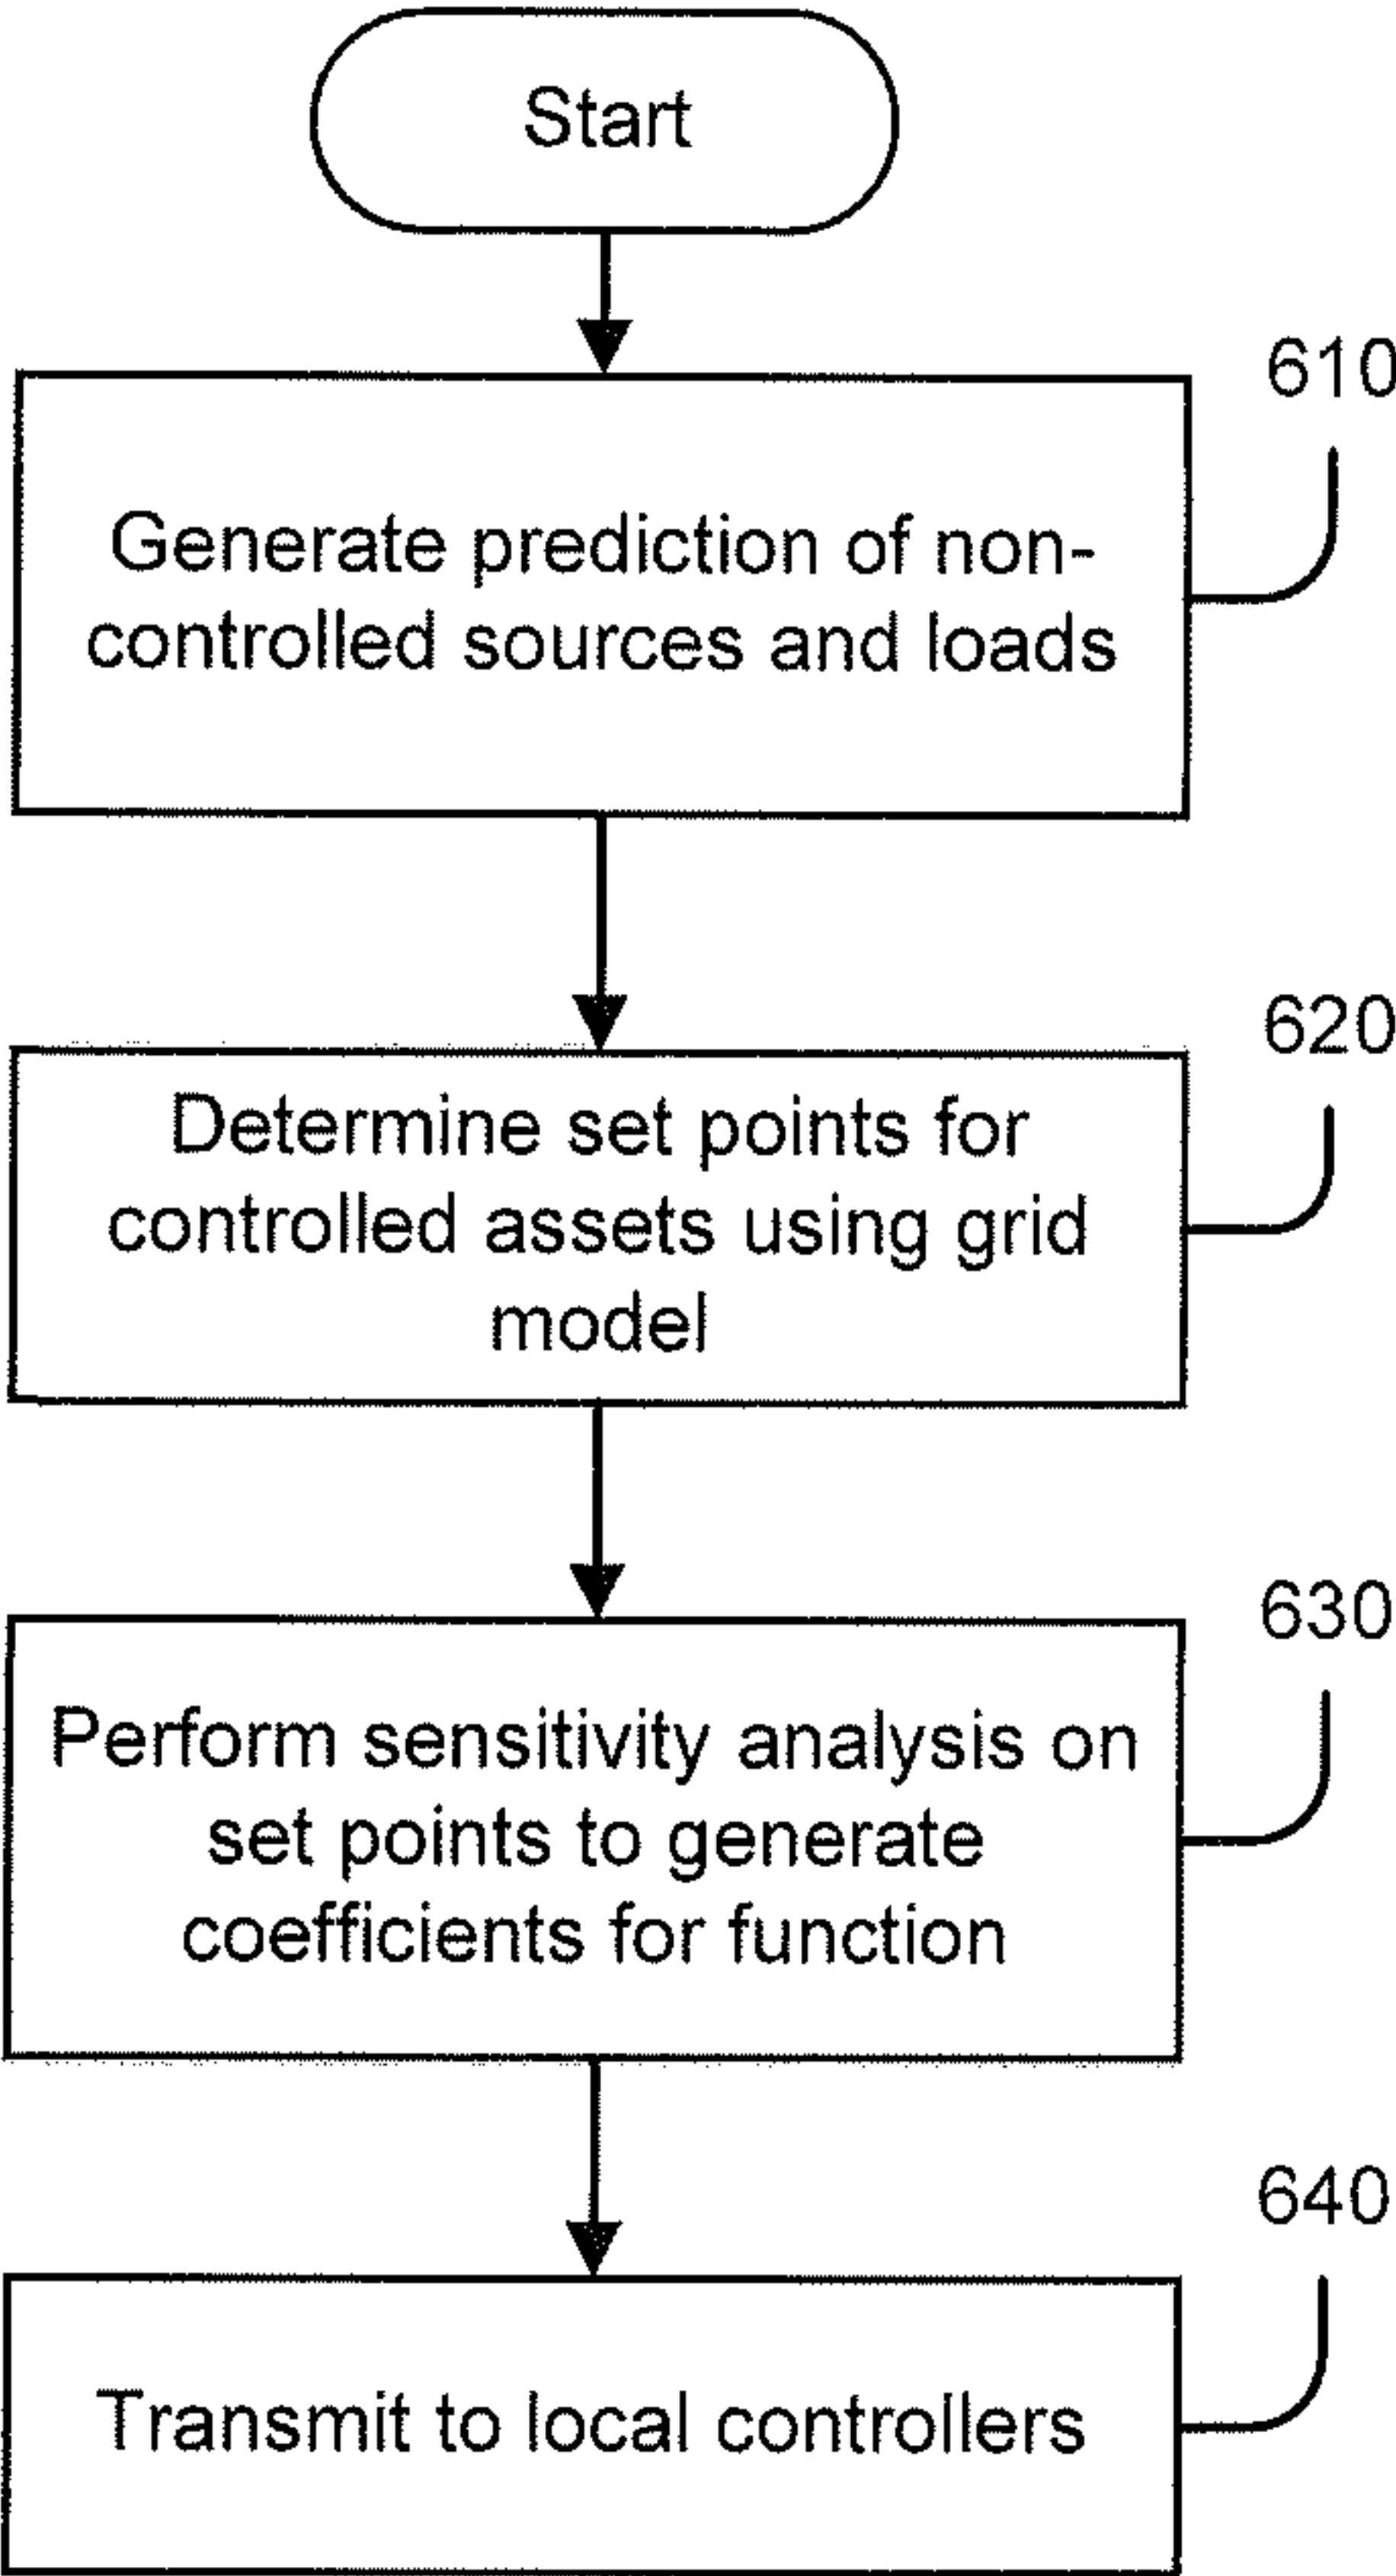 Start
610
Generate prediction of non-
controlled sources and loads
620
Determine set points for
controlled assets using grid
model
630
Perform sensitivity analysis on
set points to generate
coefficients for function
640
Transmit to local controllers